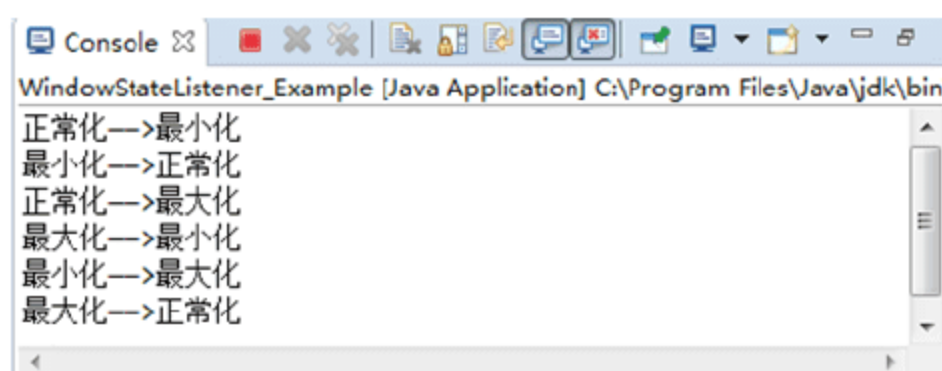 Console
WindowStateListener_Example [Java Application] C:\Program Files\Java\jdk\bin
正常化-->最小化
最小化-->正常化
正常化-->最大化
最大化-->最小化
最小化-->最大化
最大化-->正常化